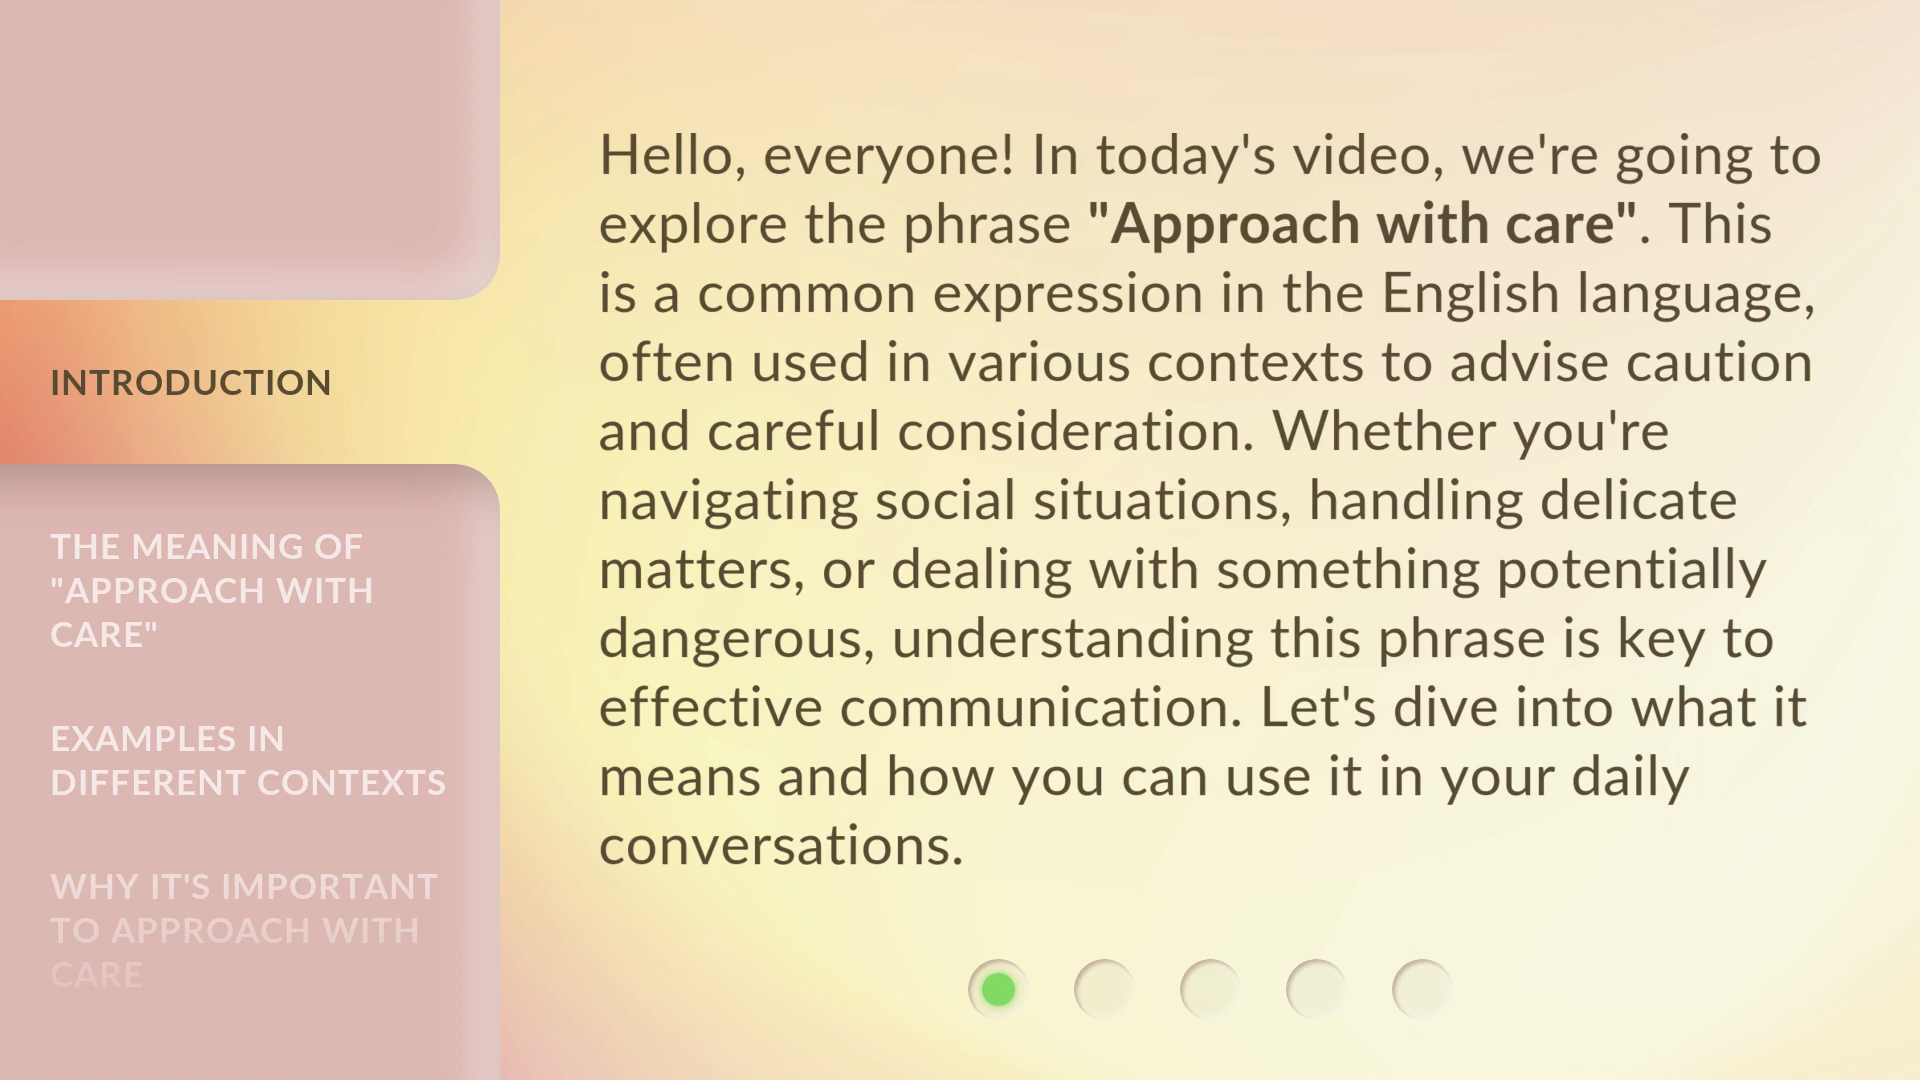 INTRODUCTION
THE MEANING OF
"APPROACH WITH
CARE"
EXAMPLES IN
DIFFERENT CONTEXTS
WHY IT'S IMPORTANT
TO APPROACH WITH
CARE
Hello, everyone! In today's video, we're going to
explore the phrase "Approach with care". This
is a common expression in the English language,
often used in various contexts to advise caution
and careful consideration. Whether you're
navigating social situations, handling delicate
matters, or dealing with something potentially
dangerous, understanding this phrase is key to
effective communication. Let's dive into what it
means and how you can use it in your daily
conversations.